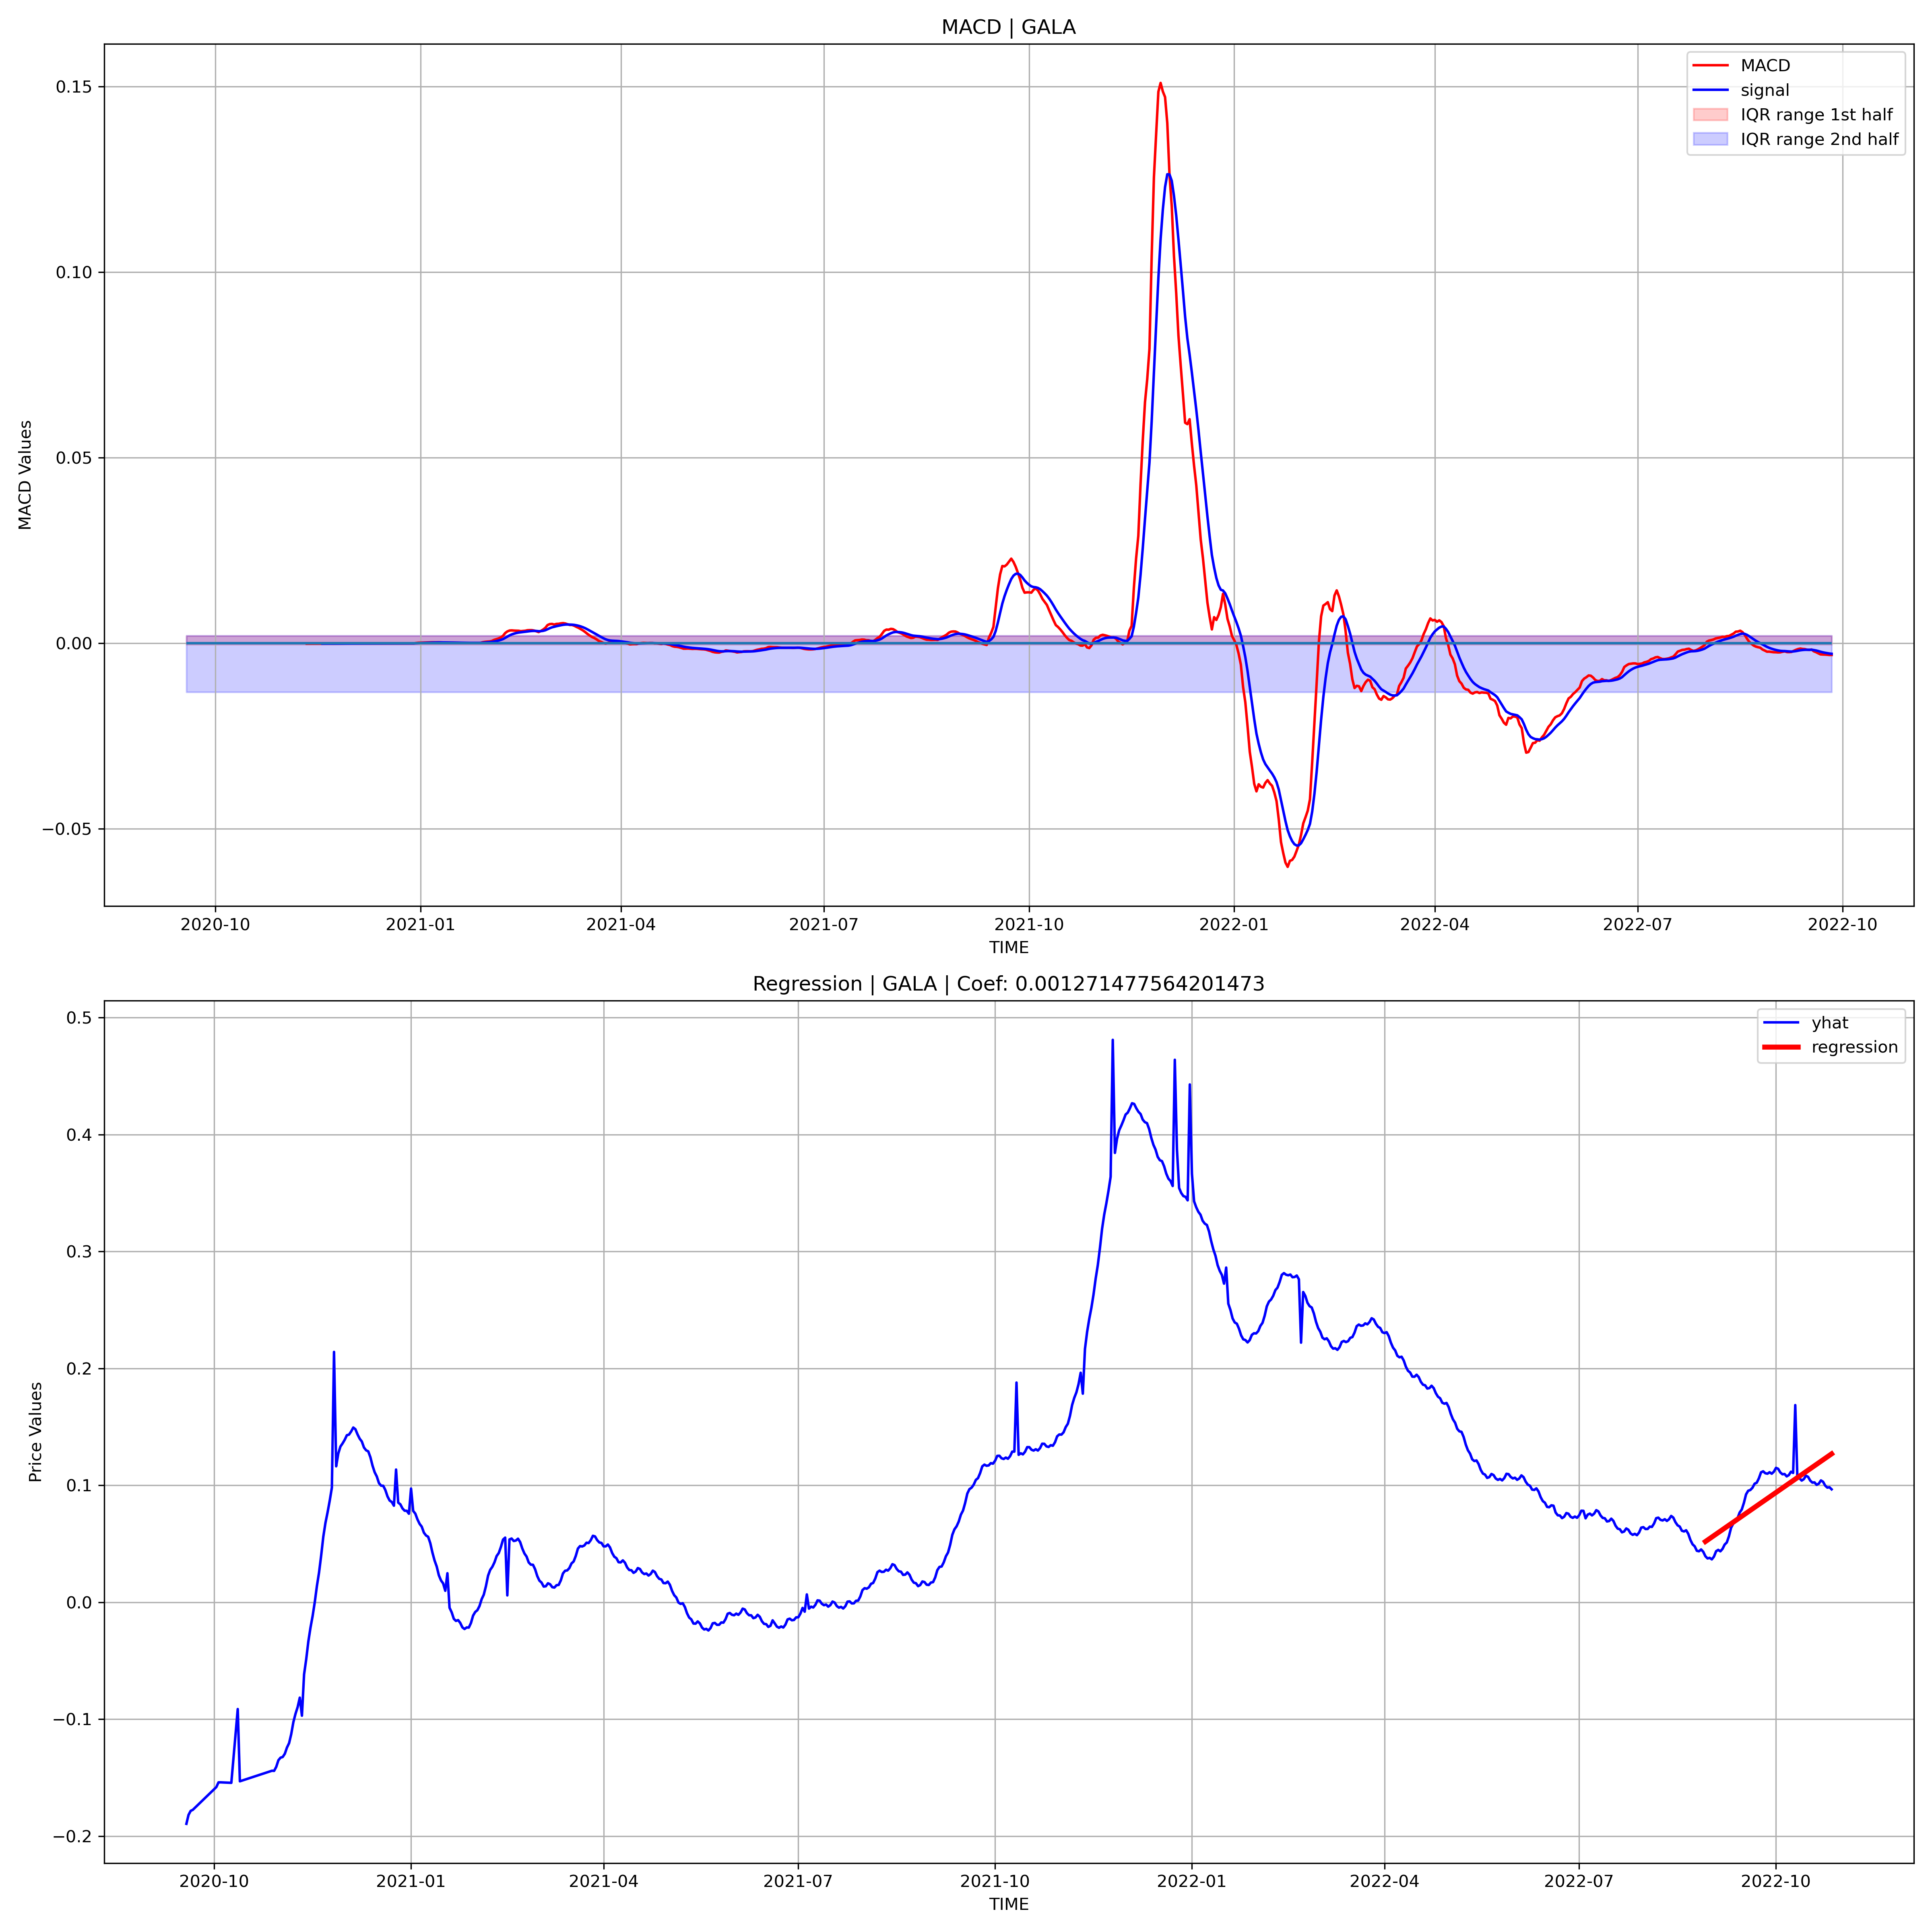 MACD | GALA
MACD
signal
IQR range 1st half
IQR range 2nd half
0.15
0.10
0.05
0.00
−0.05
MACD Values
2020-10 2021-01 2021-04 2021-07 2021-10 2022-01 2022-04 2022-07 2022-10
TIME
Regression | GALA | Coef: 0.001271477564201473
yhat
regression
0.5
0.4
0.3
0.2
0.1
0.0
−0.1
−0.2
Price Values
2020-10 2021-01 2021-04 2021-07 2021-10 2022-01 2022-04 2022-07 2022-10
TIME